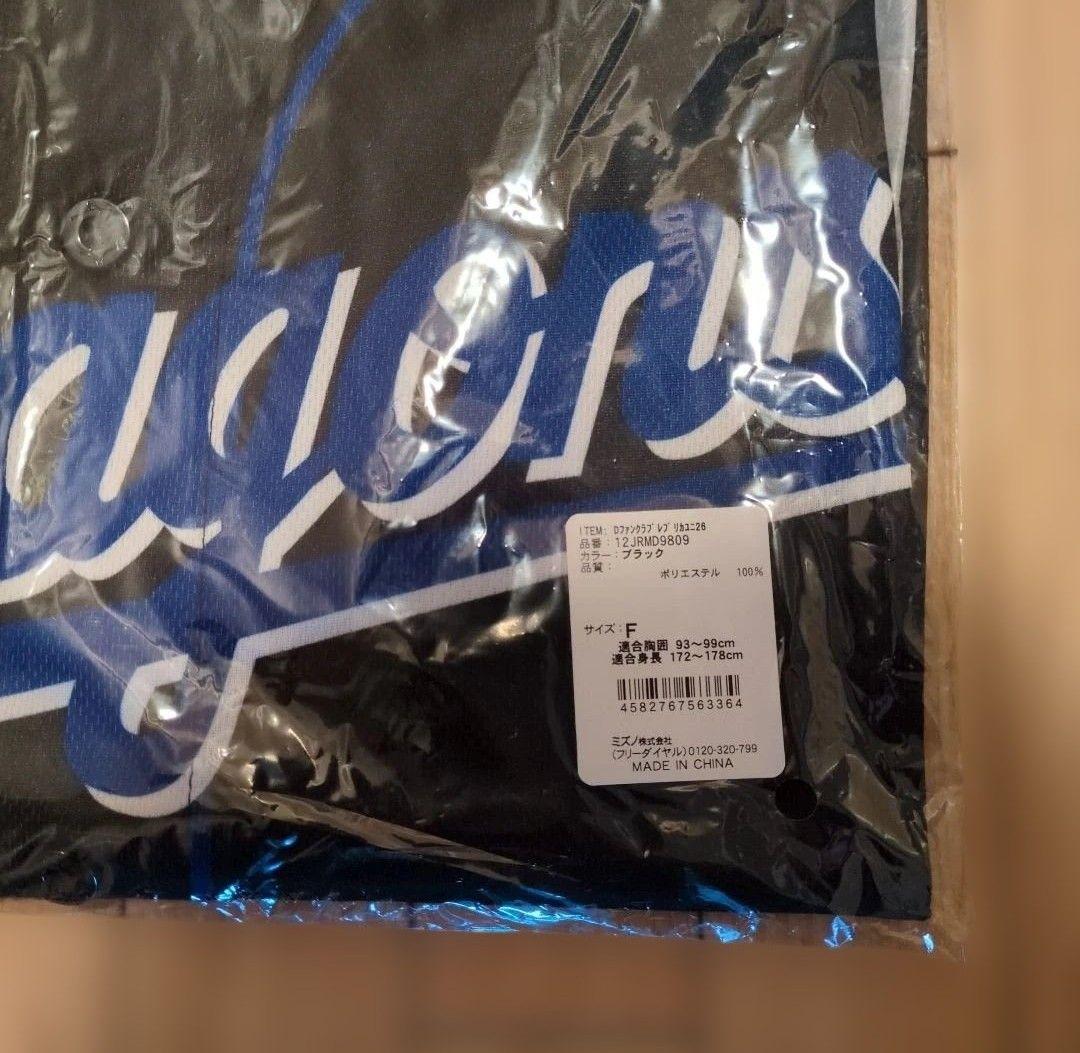 agons
ITEM: Dファンクラブレプリカユニ26
品番：12JRMD9809
カラー：ブラック
品質：
ポリエステル 100%
サイズ：F
適合胸囲 93～99cm
適合身長 172～178cm
4582767563364
ミズノ株式会社
(フリーダイヤル)0120-320-799
MADE IN CHINA